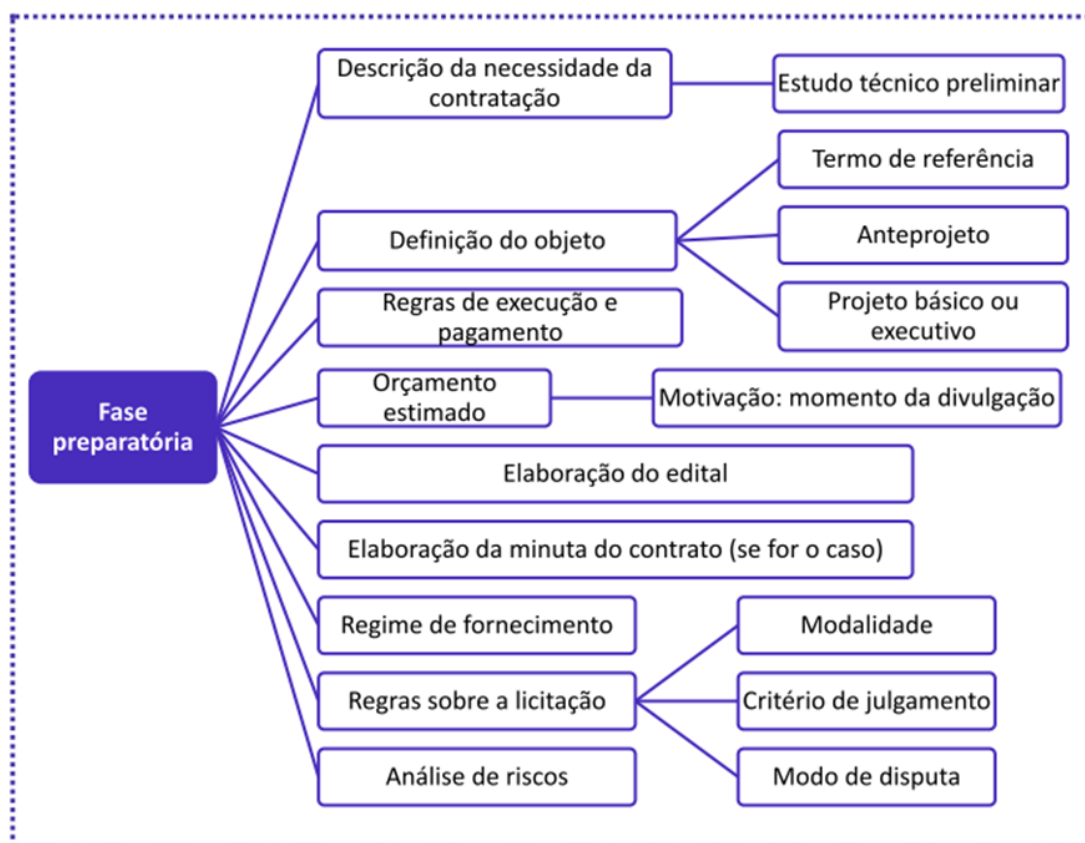 Descrição da necessidade da
contratação
Estudo técnico preliminar
Termo de referência
Definição do objeto
Anteprojeto
Projeto básico ou
executivo
Regras de execução e
pagamento
Fase
preparatória
Orçamento
estimado
Motivação: momento da divulgação
Elaboração do edital
Elaboração da minuta do contrato (se for o caso)
Regime de fornecimento
Modalidade
Regras sobre a licitação
Critério de julgamento
Análise de riscos
Modo de disputa